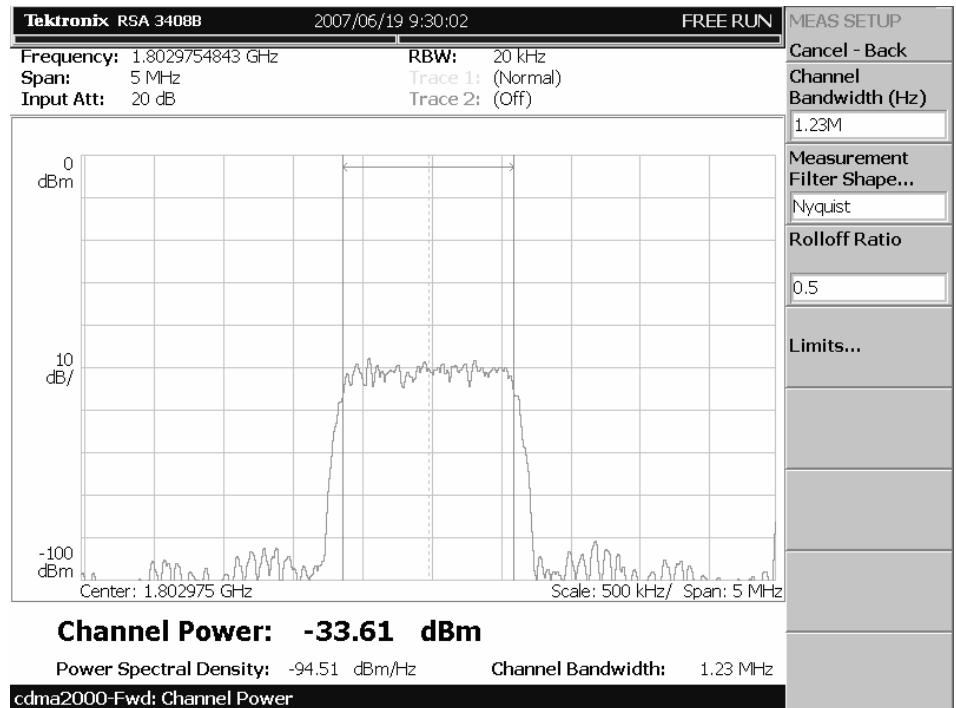 Tektronix RSA 3408B 2007/06/19 9:30:02 FREE RUN
Frequency: 1.8029754843 GHz RBW: 20 kHz
Span: 5 MHz Trace 1: (Normal)
Input Att: 20 dB Trace 2: (Off)
0
dBm
10
dB/
-100
dBm
Center: 1.802975 GHz Scale: 500 kHz/ Span: 5 MHz
Channel Power: -33.61 dBm
Power Spectral Density: -94.51 dBm/Hz Channel Bandwidth: 1.23 MHz
cdma2000-Fwd: Channel Power
MEAS SETUP
Cancel - Back
Channel
Bandwidth (Hz)
1.23M
Measurement
Filter Shape...
Nyquist
Rolloff Ratio
0.5
Limits...